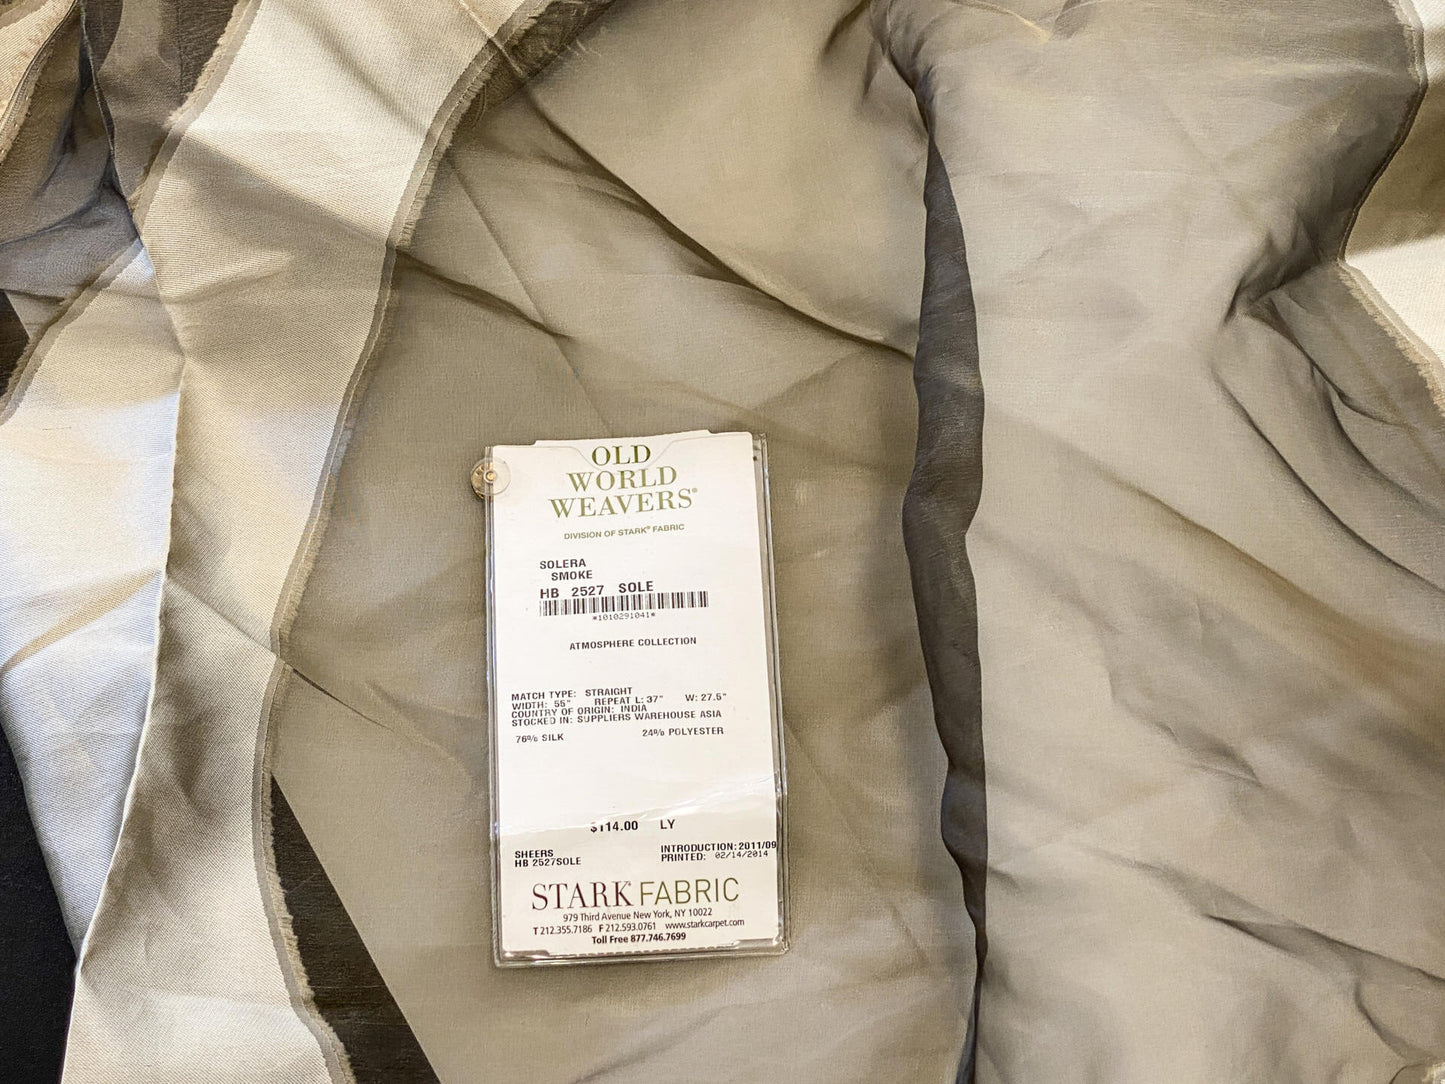 OLD
WORLD
WEAVERS®
DIVISION OF STARK® FABRIC
SOLERA
SMOKE
HB 2527 SOLE
*1010291041*
ATMOSPHERE COLLECTION
MATCH TYPE: STRAIGHT
WIDTH: 55" REPEAT L: 37" W: 27.5"
COUNTRY OF ORIGIN: INDIA
STOCKED IN: SUPPLIERS WAREHOUSE ASIA
76% SILK 24% POLYESTER
$114.00 LY
SHEERS INTRODUCTION: 2011/09
HB 2527SOLE PRINTED: 02/14/2014
STARK FABRIC
979 Third Avenue New York, NY 10022
T 212.355.7186 F 212.593.0761 www.starkcarpet.com
Toll Free 877.746.7699